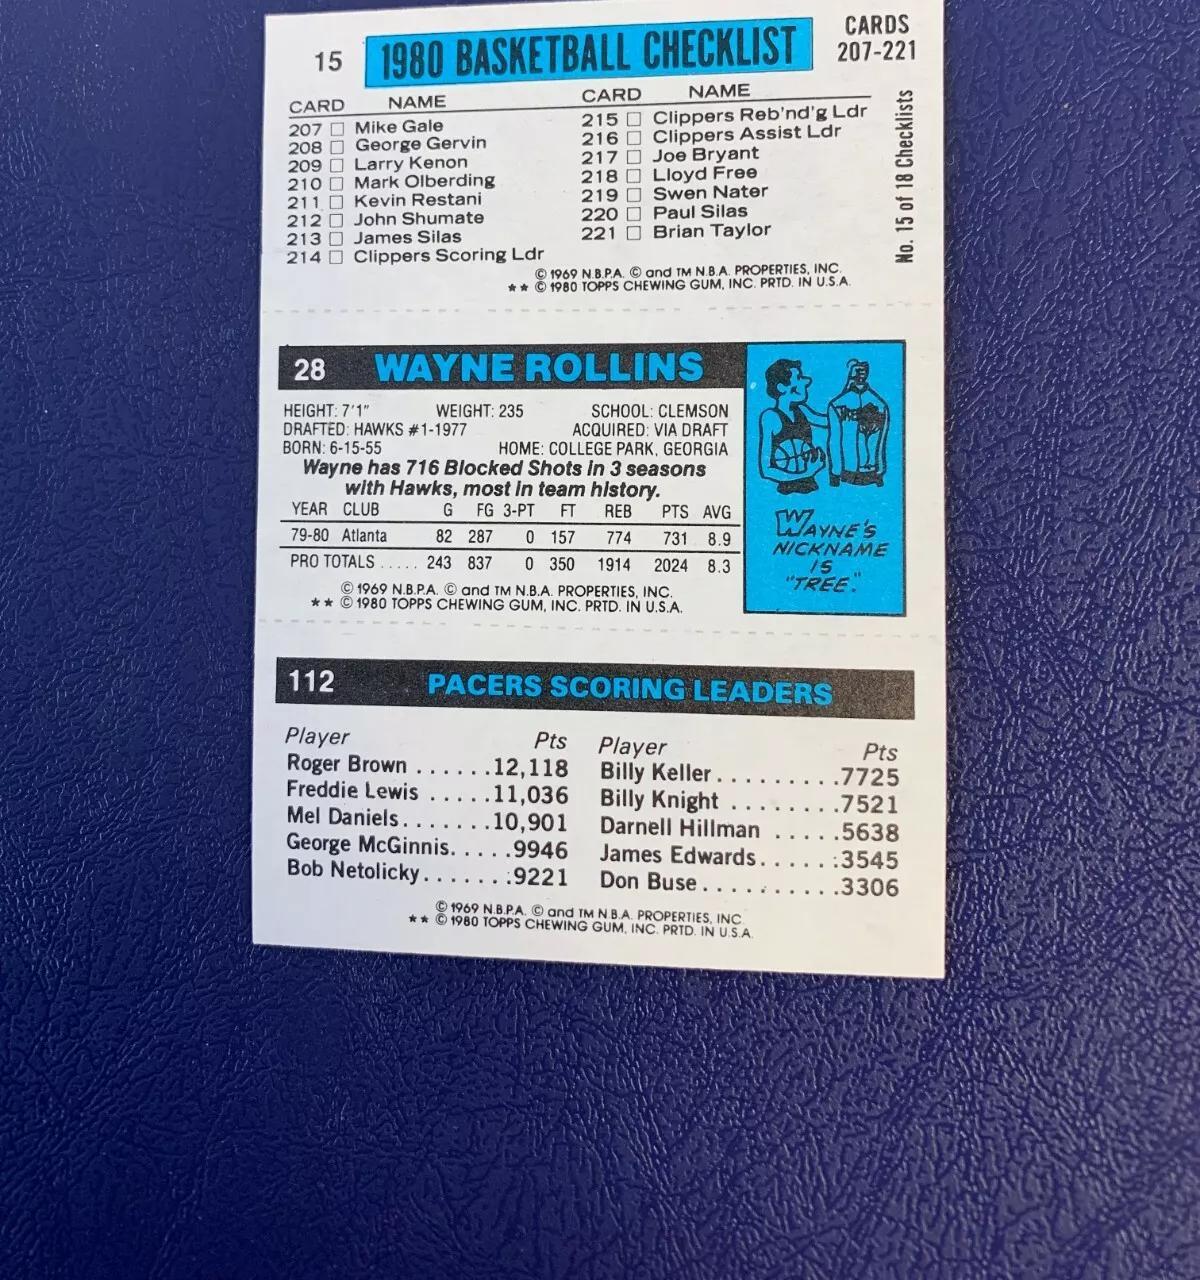 15 1980 BASKETBALL CHECKLIST CARDS 207-221
CARD NAME
207 Mike Gale
208 George Gervin
209 Larry Kenon
210 Mark Olberding
211 Kevin Restani
212 John Shumate
213 James Silas
214 Clippers Scoring Ldr
CARD NAME
215 Clippers Reb'nd'g Ldr
216 Clippers Assist Ldr
217 Joe Bryant
218 Lloyd Free
219 Swen Nater
220 Paul Silas
221 Brian Taylor
No. 15 of 18 Checklists
© 1969 N.B.P.A. © and TM N.B.A. PROPERTIES, INC.
** © 1980 TOPPS CHEWING GUM, INC. PRTD. IN U.S.A.
28 WAYNE ROLLINS
HEIGHT: 7'1" WEIGHT: 235 SCHOOL: CLEMSON
DRAFTED: HAWKS #1-1977 ACQUIRED: VIA DRAFT
BORN: 6-15-55 HOME: COLLEGE PARK, GEORGIA
Wayne has 716 Blocked Shots in 3 seasons
with Hawks, most in team history.
YEAR CLUB G FG 3-PT FT REB PTS AVG
79-80 Atlanta 82 287 0 157 774 731 8.9
PRO TOTALS ..... 243 837 0 350 1914 2024 8.3
© 1969 N.B.P.A. © and TM N.B.A. PROPERTIES, INC.
** © 1980 TOPPS CHEWING GUM, INC. PRTD. IN U.S.A.
WAYNE'S
NICKNAME
IS
"TREE."
112 PACERS SCORING LEADERS
Player Pts
Roger Brown ......12,118
Freddie Lewis .....11,036
Mel Daniels.......10,901
George McGinnis.....9946
Bob Netolicky.......9221
Player Pts
Billy Keller.........7725
Billy Knight ........7521
Darnell Hillman .....5638
James Edwards......3545
Don Buse..........3306
© 1969 N.B.P.A. © and TM N.B.A. PROPERTIES, INC.
** © 1980 TOPPS CHEWING GUM, INC. PRTD. IN U.S.A.